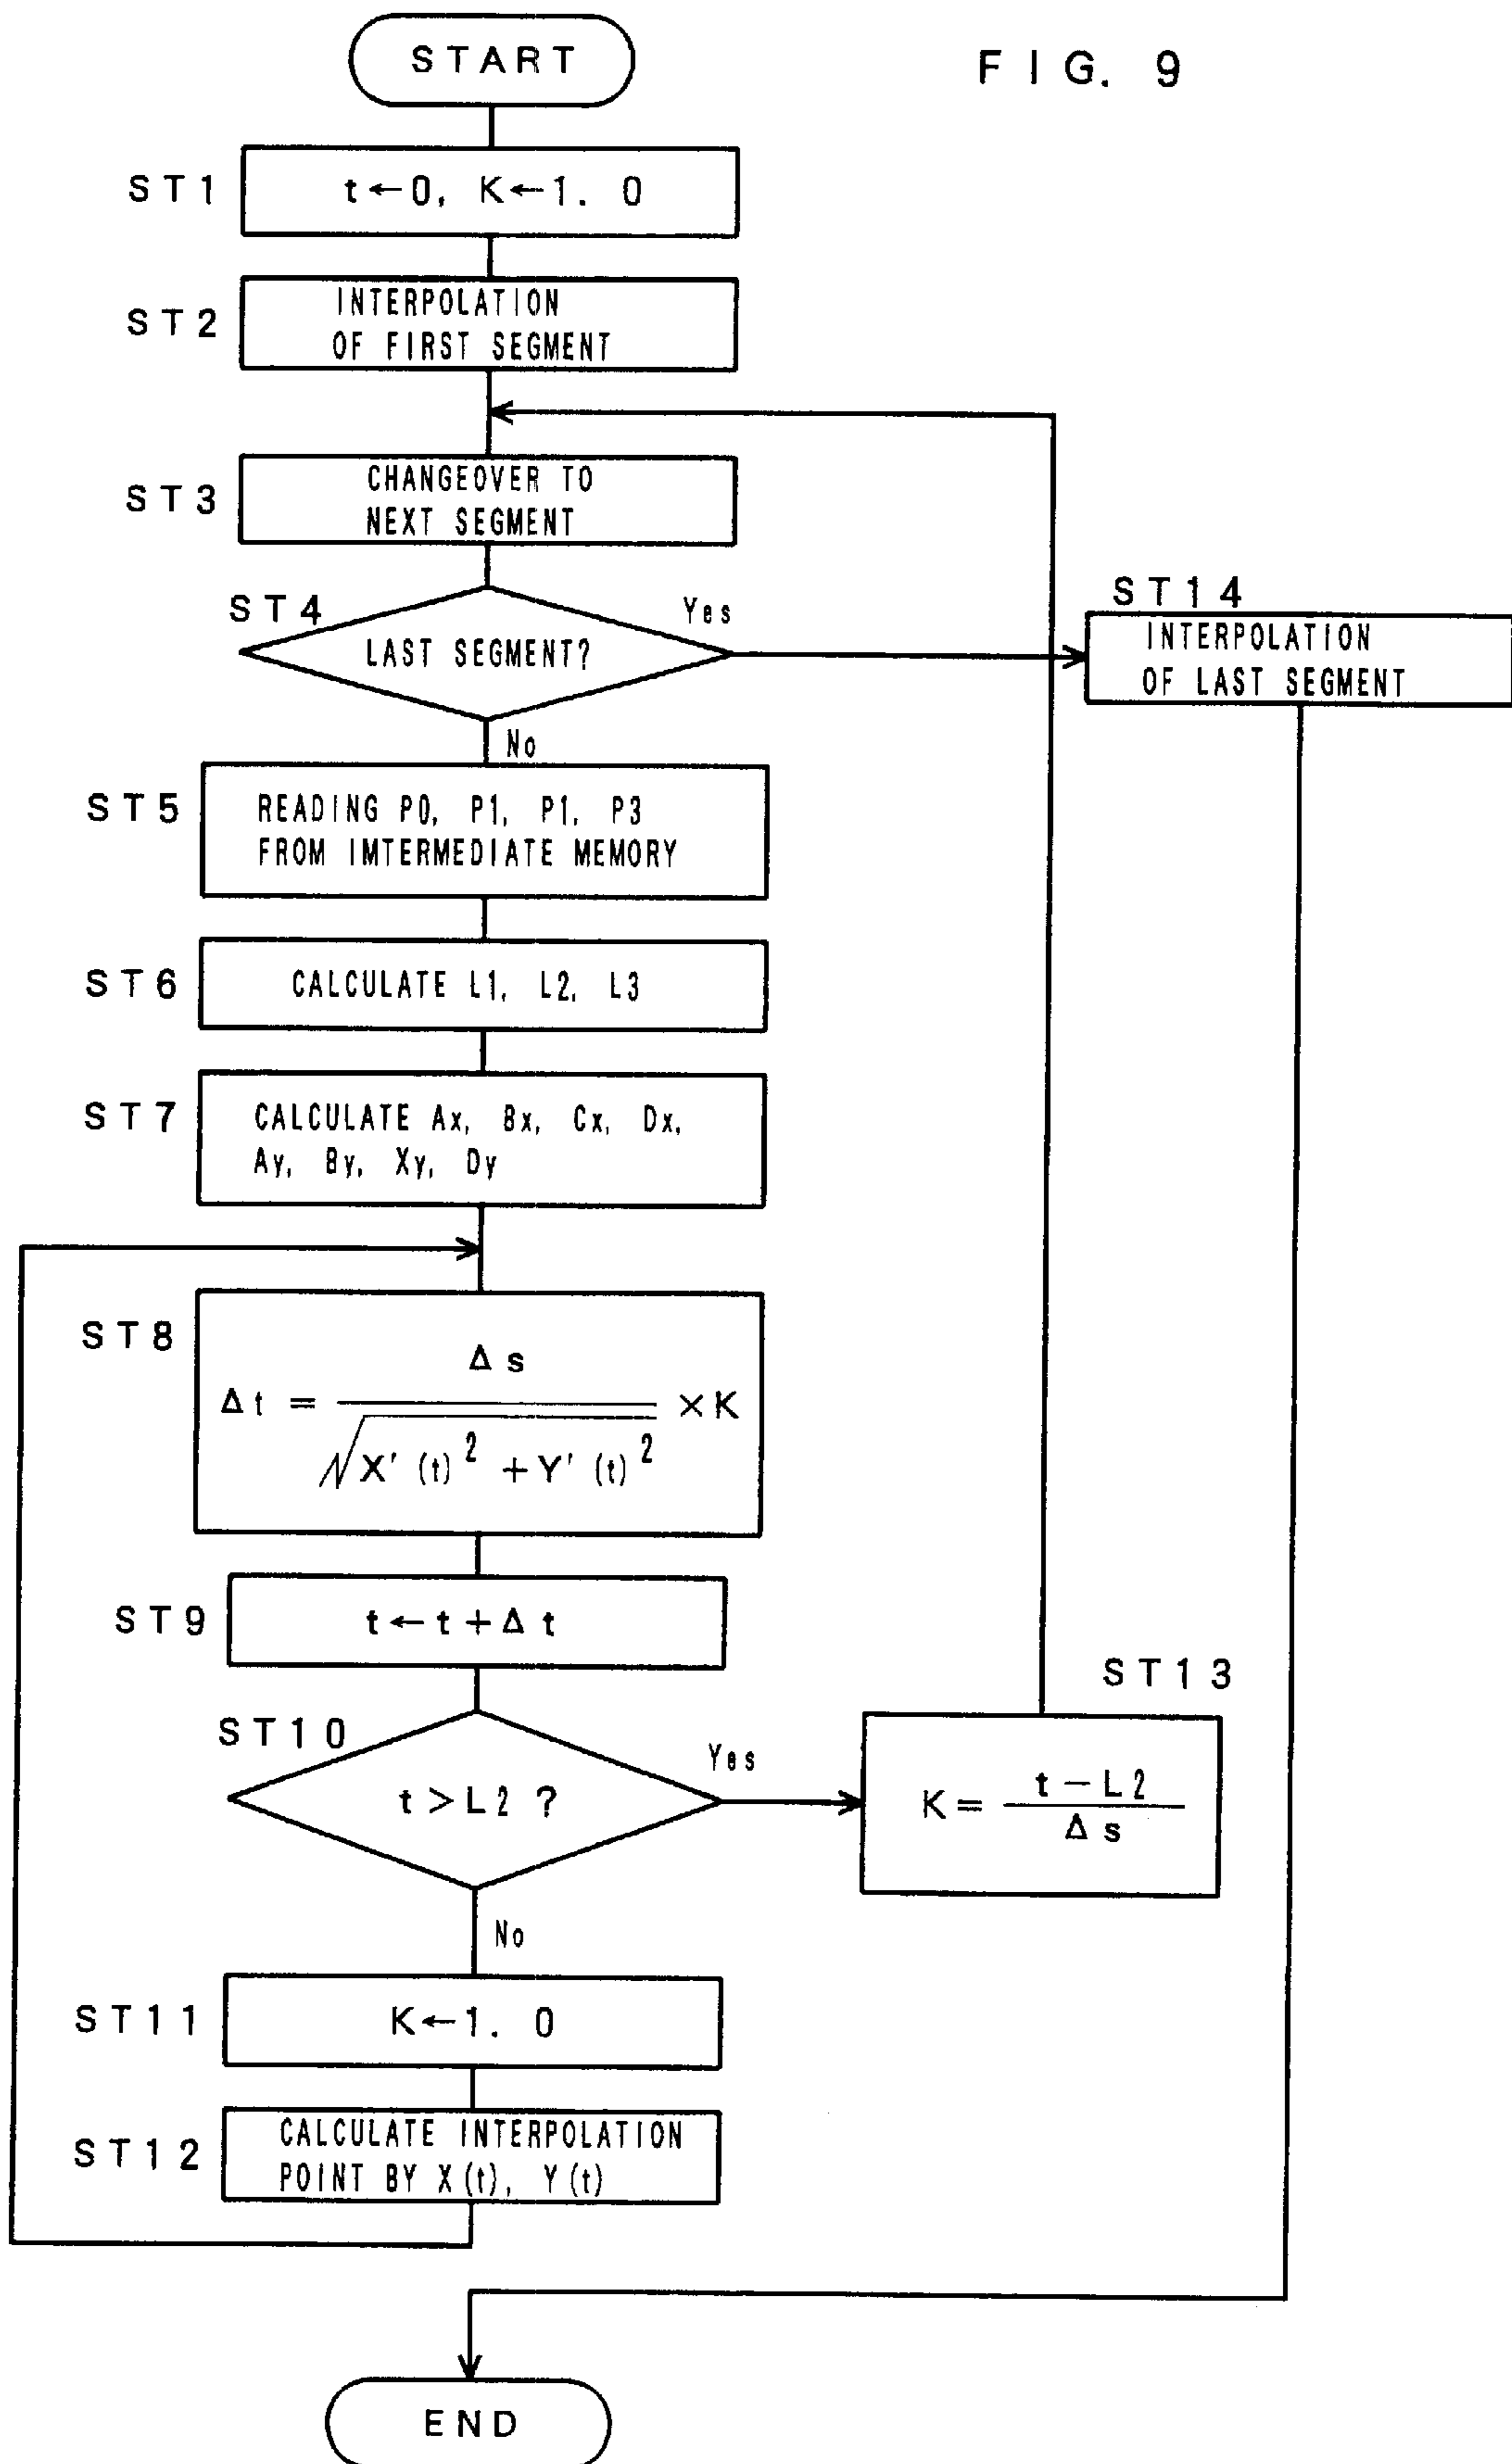 START
FIG. 9
ST1
t←0, K←1. 0
ST2
INTERPOLATION
OF FIRST SEGMENT
ST3
CHANGEOVER TO
NEXT SEGMENT
ST4
LAST SEGMENT?
Yes
ST14
INTERPOLATION
OF LAST SEGMENT
No
ST5
READING P0, P1, P1, P3
FROM IMTERMEDIATE MEMORY
ST6
CALCULATE L1, L2, L3
ST7
CALCULATE Ax, Bx, Cx, Dx,
Ay, By, Xy, Dy
ST8
Δs
Δt = ――― ×K
√X' (t) ² +Y' (t) ²
ST9
t←t+Δt
ST10
t>L2 ?
Yes
ST13
t-L2
K= ―――
Δs
No
ST11
K←1. 0
ST12
CALCULATE INTERPOLATION
POINT BY X(t), Y(t)
END